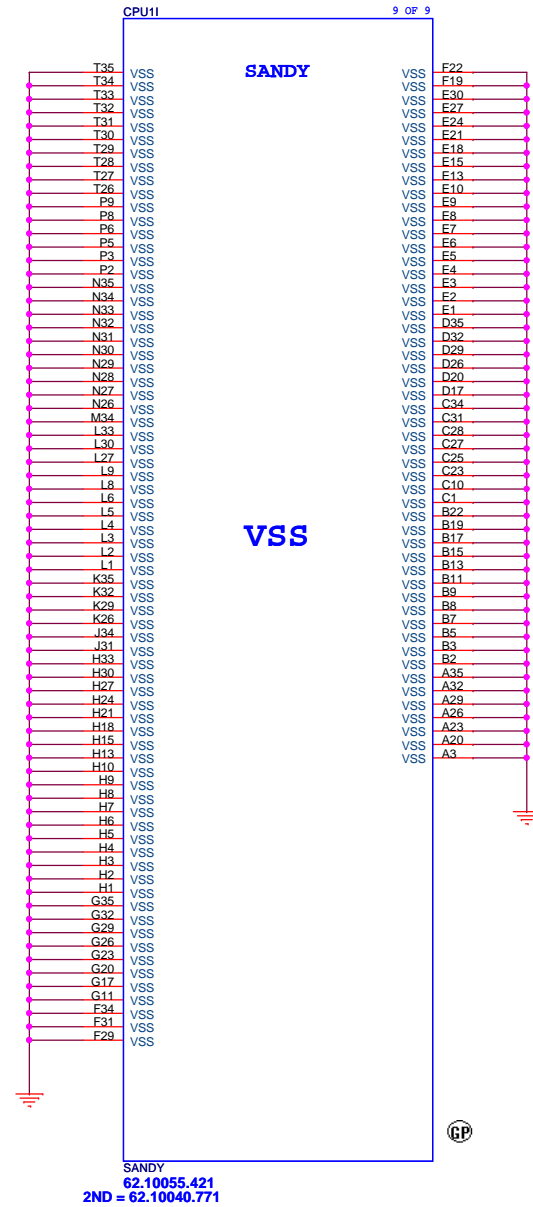 CPU1I 9 OF 9
SANDY
T35 VSS VSS F22
T34 VSS VSS F19
T33 VSS VSS E30
T32 VSS VSS E27
T31 VSS VSS E24
T30 VSS VSS E21
T29 VSS VSS E18
T28 VSS VSS E15
T27 VSS VSS E13
T26 VSS VSS E10
P9 VSS VSS E9
P8 VSS VSS E8
P6 VSS VSS E7
P5 VSS VSS E6
P3 VSS VSS E5
P2 VSS VSS E4
N35 VSS VSS E3
N34 VSS VSS E2
N33 VSS VSS E1
N32 VSS VSS D35
N31 VSS VSS D32
N30 VSS VSS D29
N29 VSS VSS D26
N28 VSS VSS D20
N27 VSS VSS D17
N26 VSS VSS C34
M34 VSS VSS C31
L33 VSS VSS C28
L30 VSS VSS C27
L27 VSS VSS C25
L9 VSS VSS C23
L8 VSS VSS C10
L6 VSS VSS C1
L5 VSS VSS B22
L4 VSS VSS B19
VSS
L3 VSS VSS B17
L2 VSS VSS B15
L1 VSS VSS B13
K35 VSS VSS B11
K32 VSS VSS B9
K29 VSS VSS B8
K26 VSS VSS B7
J34 VSS VSS B5
J31 VSS VSS B3
H33 VSS VSS B2
H30 VSS VSS A35
H27 VSS VSS A32
H24 VSS VSS A29
H21 VSS VSS A26
H18 VSS VSS A23
H15 VSS VSS A20
H13 VSS VSS A3
H10 VSS
H9 VSS
H8 VSS
H7 VSS
H6 VSS
H5 VSS
H4 VSS
H3 VSS
H2 VSS
H1 VSS
G35 VSS
G32 VSS
G29 VSS
G26 VSS
G23 VSS
G20 VSS
G17 VSS
G11 VSS
F34 VSS
F31 VSS
F29 VSS
GP
SANDY
62.10055.421
2ND = 62.10040.771